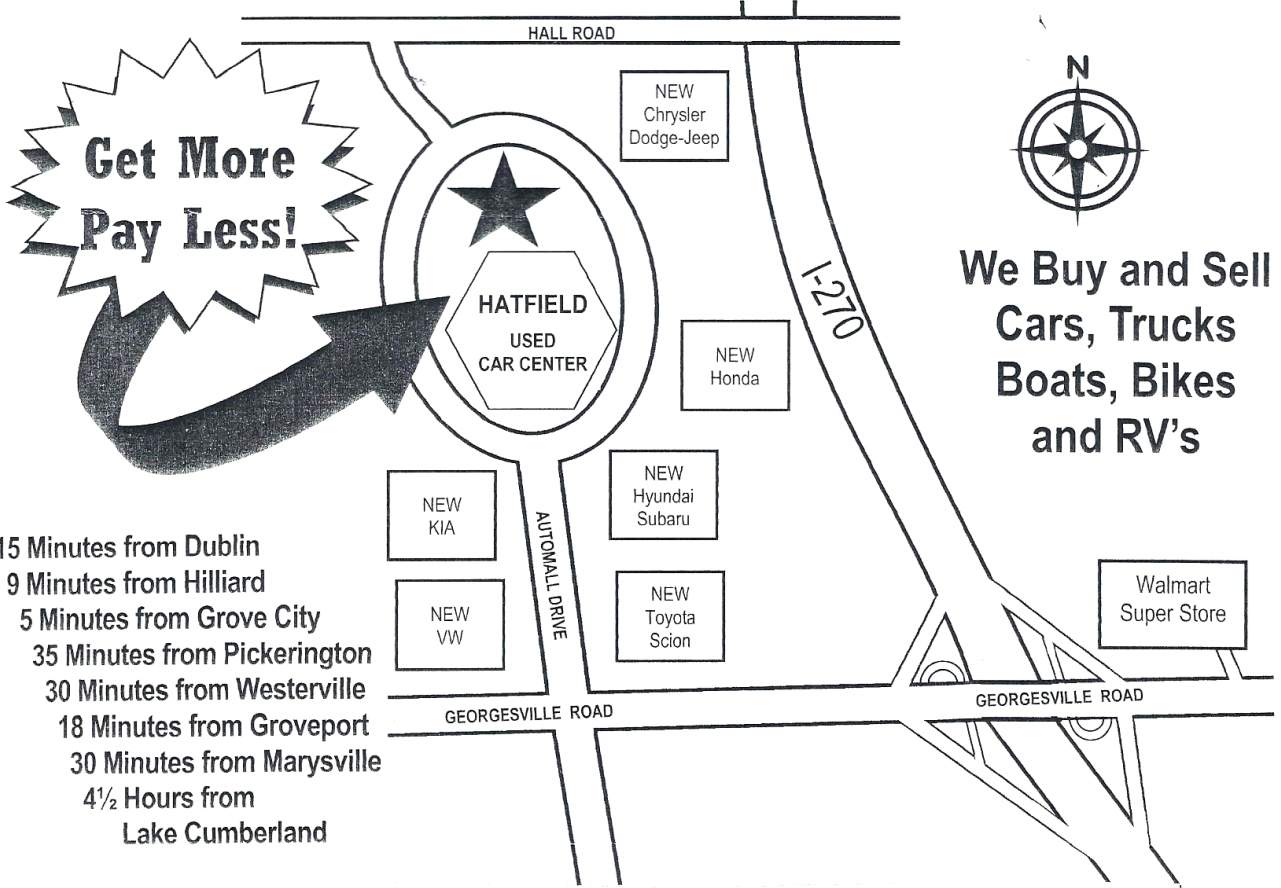 HALL ROAD
N
NEW
Chrysler
Dodge-Jeep
Get More
Pay Less!
I-270
We Buy and Sell
Cars, Trucks
Boats, Bikes
and RV's
HATFIELD
USED
CAR CENTER
NEW
Honda
NEW
KIA
NEW
Hyundai
Subaru
AUTOMALL DRIVE
NEW
VW
NEW
Toyota
Scion
Walmart
Super Store
GEORGESVILLE ROAD
GEORGESVILLE ROAD
15 Minutes from Dublin
9 Minutes from Hilliard
5 Minutes from Grove City
35 Minutes from Pickerington
30 Minutes from Westerville
18 Minutes from Groveport
30 Minutes from Marysville
4½ Hours from
Lake Cumberland